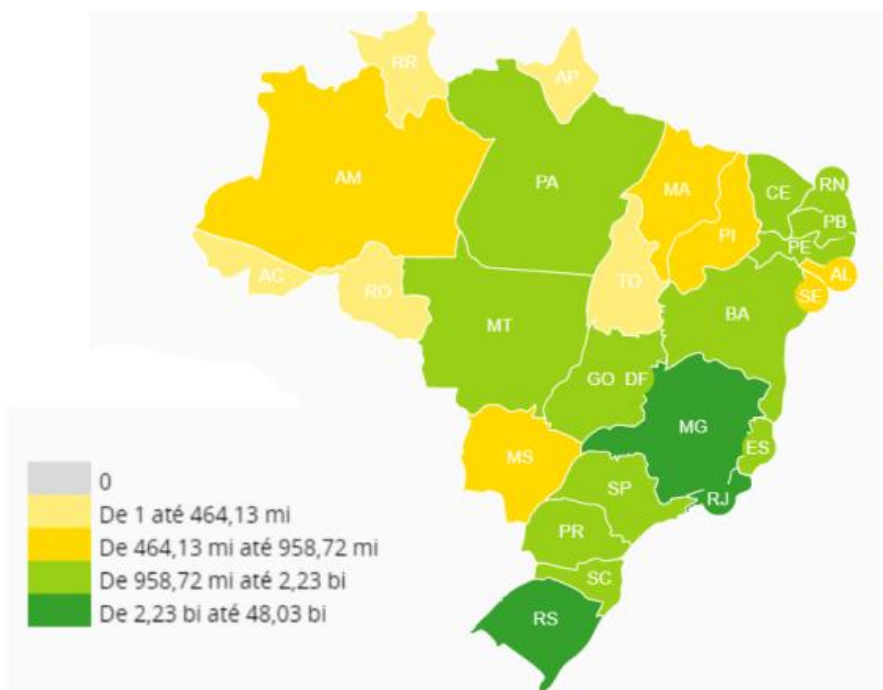 RR
AP
AM
PA
MA
CE
RN
PB
PI
PE
AC
RO
TO
AL
SE
MT
BA
GO DF
MG
MS
ES
SP
RJ
PR
SC
RS
0
De 1 até 464,13 mi
De 464,13 mi até 958,72 mi
De 958,72 mi até 2,23 bi
De 2,23 bi até 48,03 bi